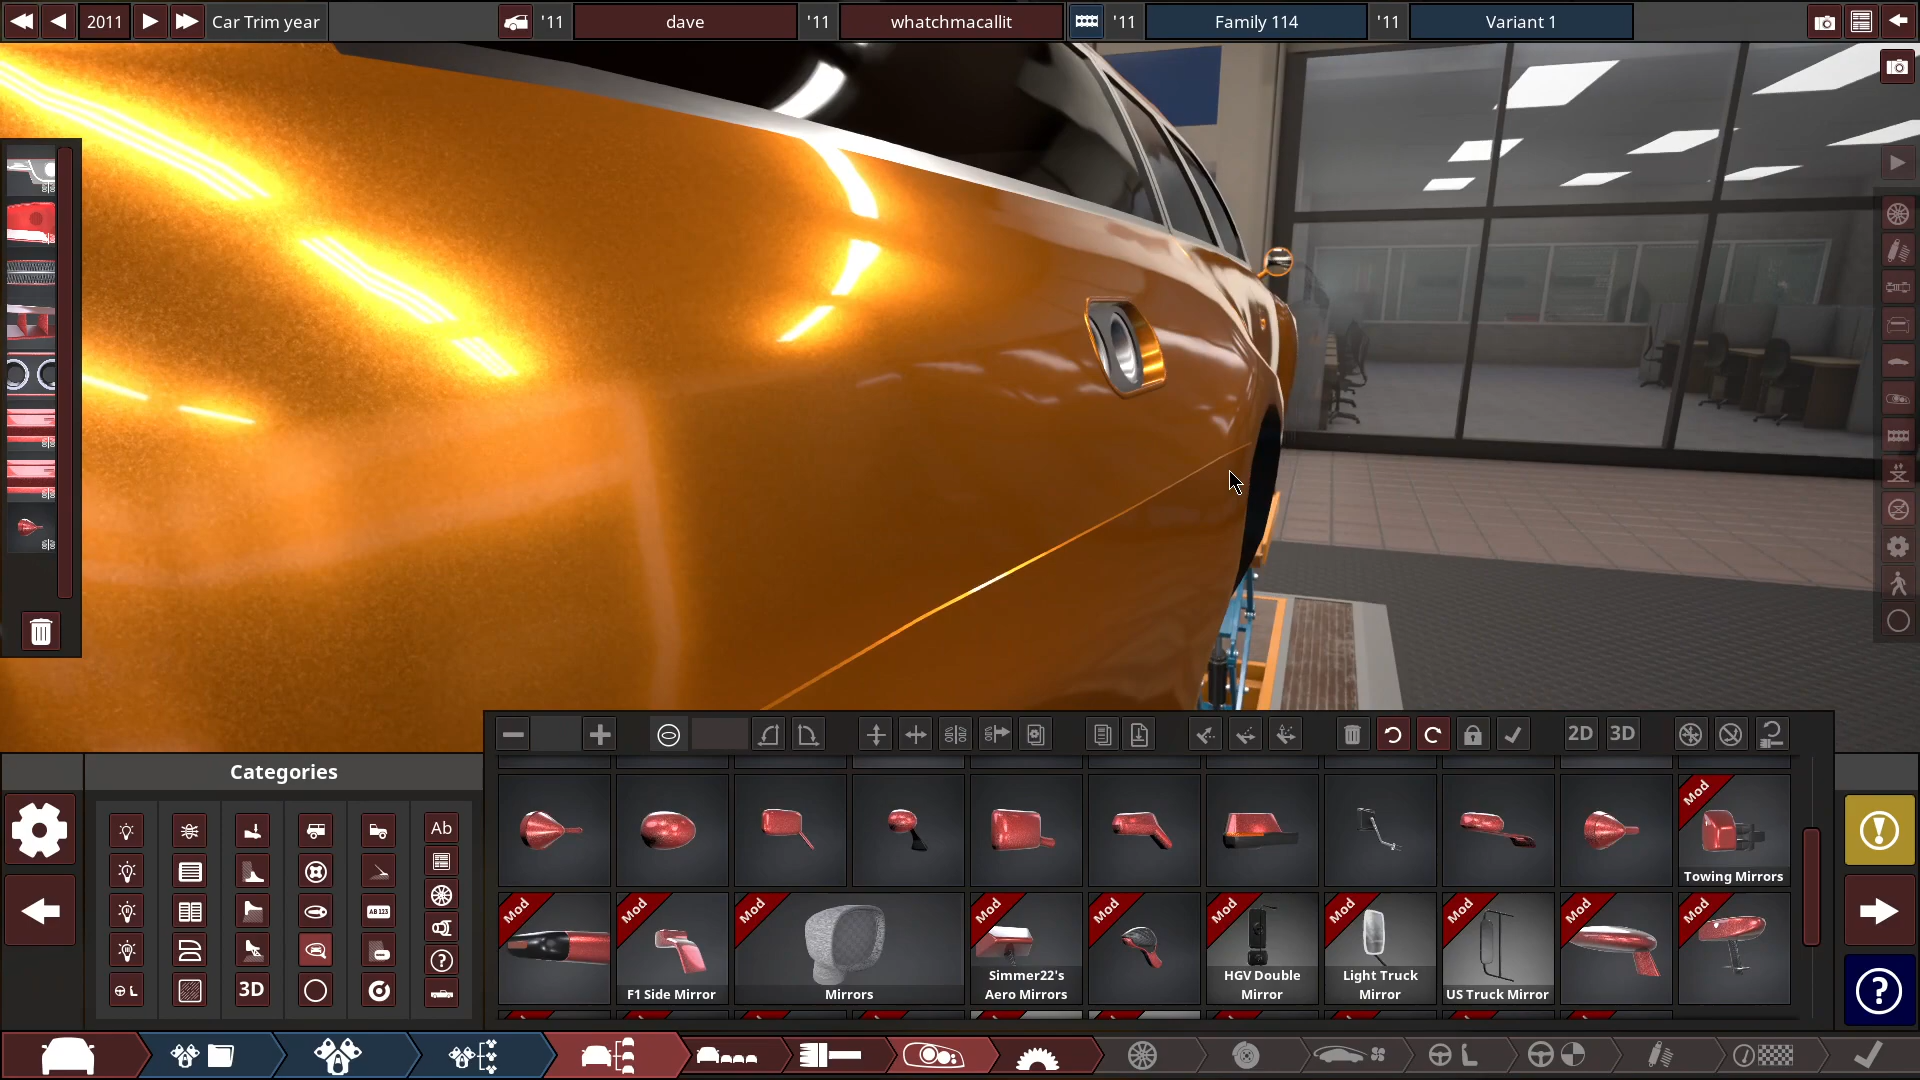 2011 Car Trim year '11 dave '11 whatchmacallit '11 Family 114 '11 Variant 1
Categories
2D 3D
Ab
AB 123
3D
Mod
Towing Mirrors
Mod
Mod
F1 Side Mirror
Mod
Mirrors
Mod
Simmer22's
Aero Mirrors
Mod
Mod
HGV Double
Mirror
Mod
Light Truck
Mirror
Mod
US Truck Mirror
Mod
Mod